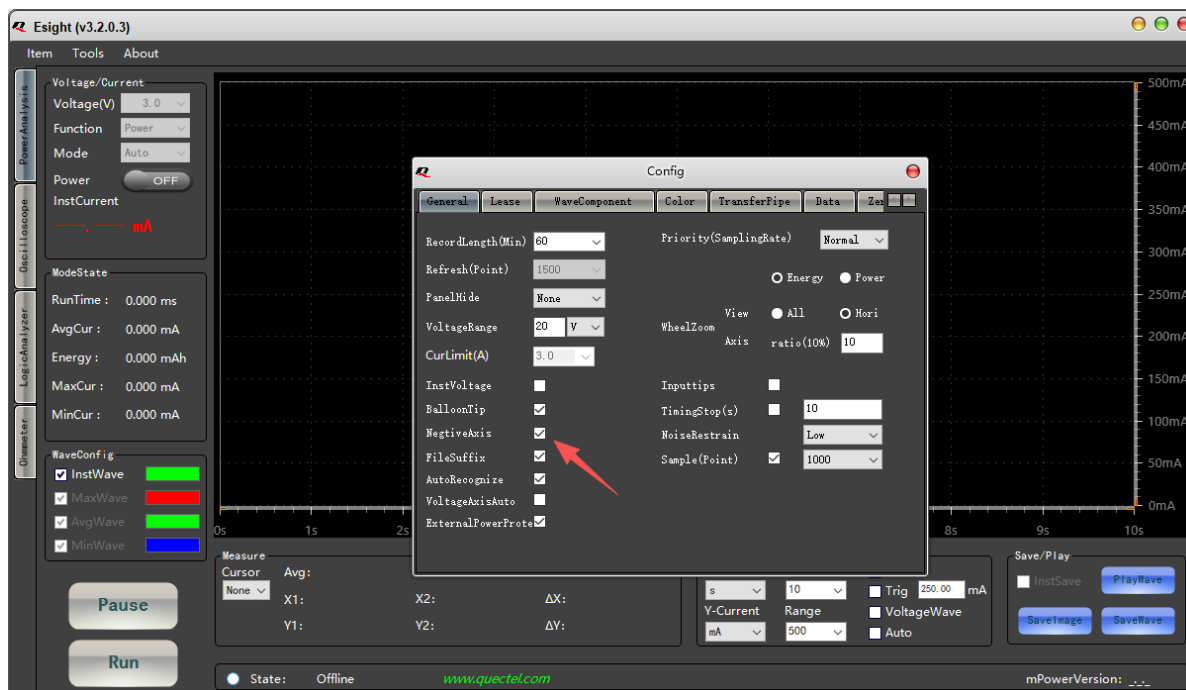 Esight (v3.2.0.3)
Item Tools About
PowerAnalysis
Oscilloscope
LogicAnalyzer
Ohmmeter
Voltage/Current
Voltage(V) 3.0
Function Power
Mode Auto
Power OFF
InstCurrent
---.-- mA
ModeState
RunTime : 0.000 ms
AvgCur : 0.000 mA
Energy : 0.000 mAh
MaxCur : 0.000 mA
MinCur : 0.000 mA
WaveConfig
InstWave
MaxWave
AvgWave
MinWave
Pause
Run
500mA
450mA
400mA
350mA
300mA
250mA
200mA
150mA
100mA
50mA
0mA
0s 1s 2s 8s 9s 10s
Config
General Lease WaveComponent Color TransferPipe Data Zer
RecordLength(Min) 60
Refresh(Point) 1500
PanelHide None
VoltageRange 20 V
CurLimit(A) 3.0
InstVoltage
BalloonTip
NegtiveAxis
FileSuffix
AutoRecognize
VoltageAxisAuto
ExternalPowerProte
Priority(SamplingRate) Normal
Energy Power
View All Hori
WheelZoom
Axis ratio(10%) 10
Inputtips
TimingStop(s) 10
NoiseRestrain Low
Sample(Point) 1000
Measure
Cursor Avg:
None
X1: X2: ΔX:
Y1: Y2: ΔY:
s 10 Trig 250.00 mA
Y-Current Range VoltageWave
mA 500 Auto
Save/Play
InstSave PlayWave
SaveImage SaveWave
State: Offline www.quectel.com mPowerVersion: _._